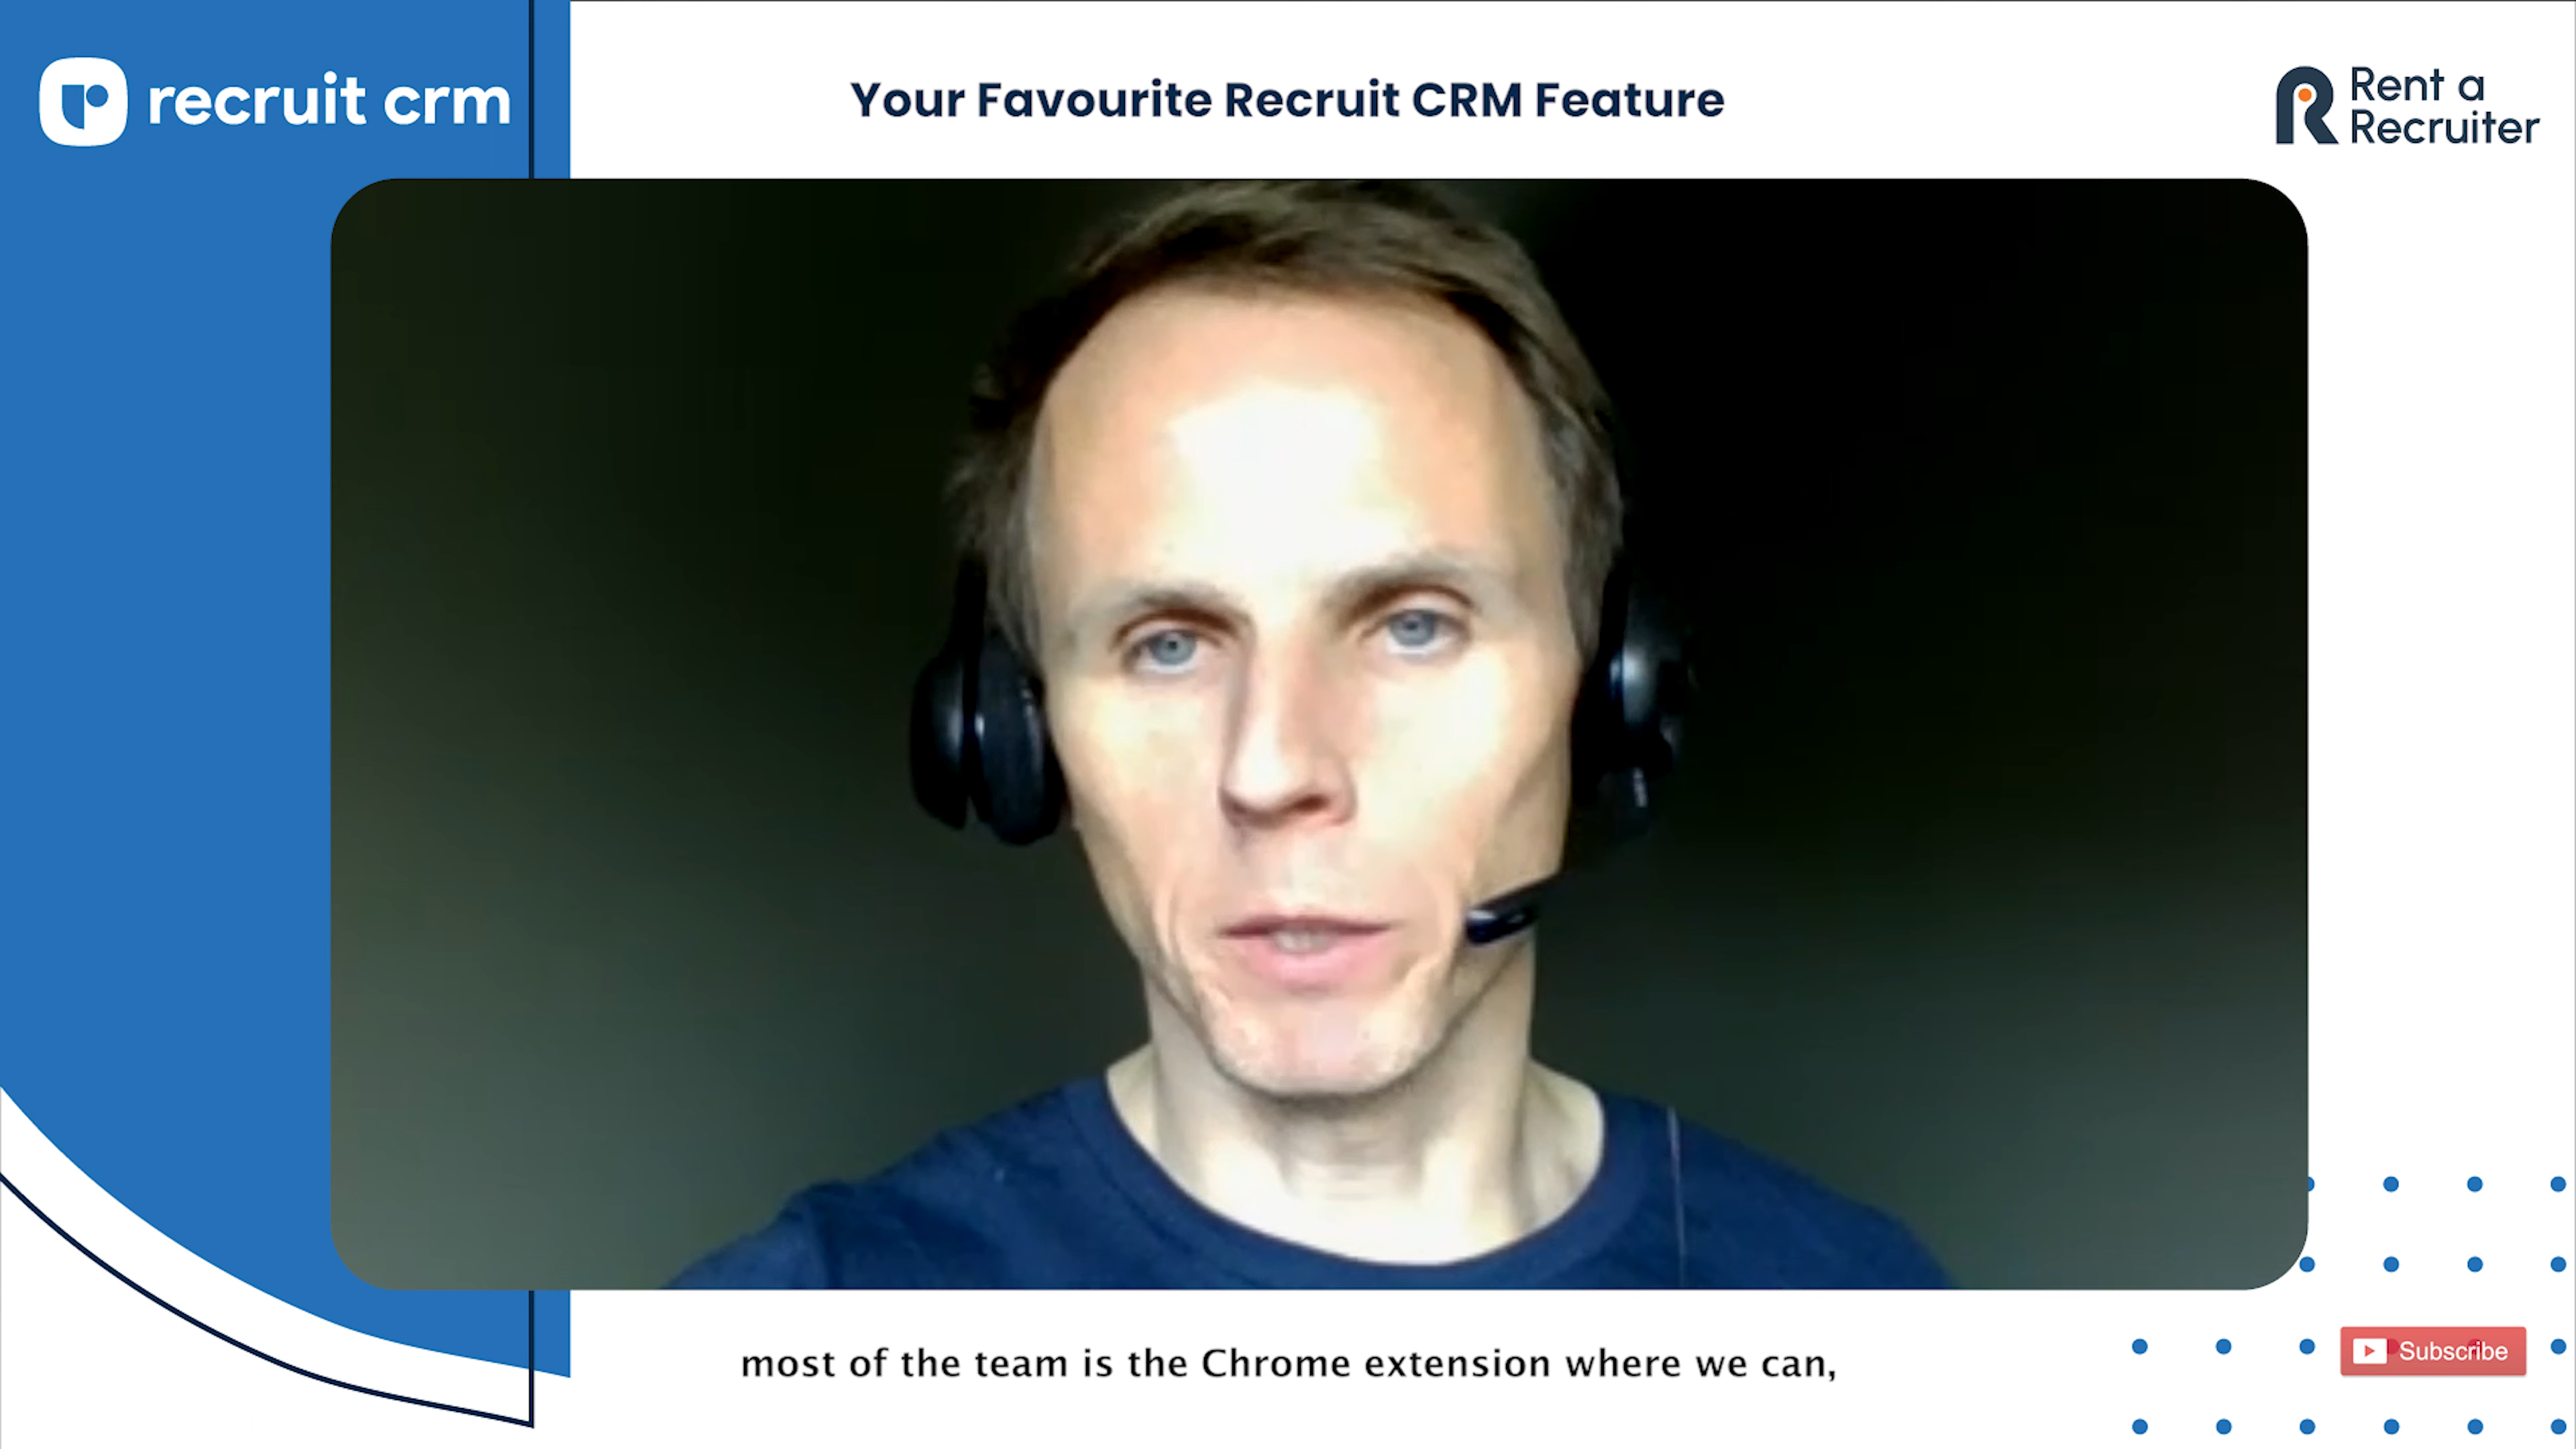 recruit crm
Your Favourite Recruit CRM Feature
Rent a
Recruiter
most of the team is the Chrome extension where we can,
Subscribe